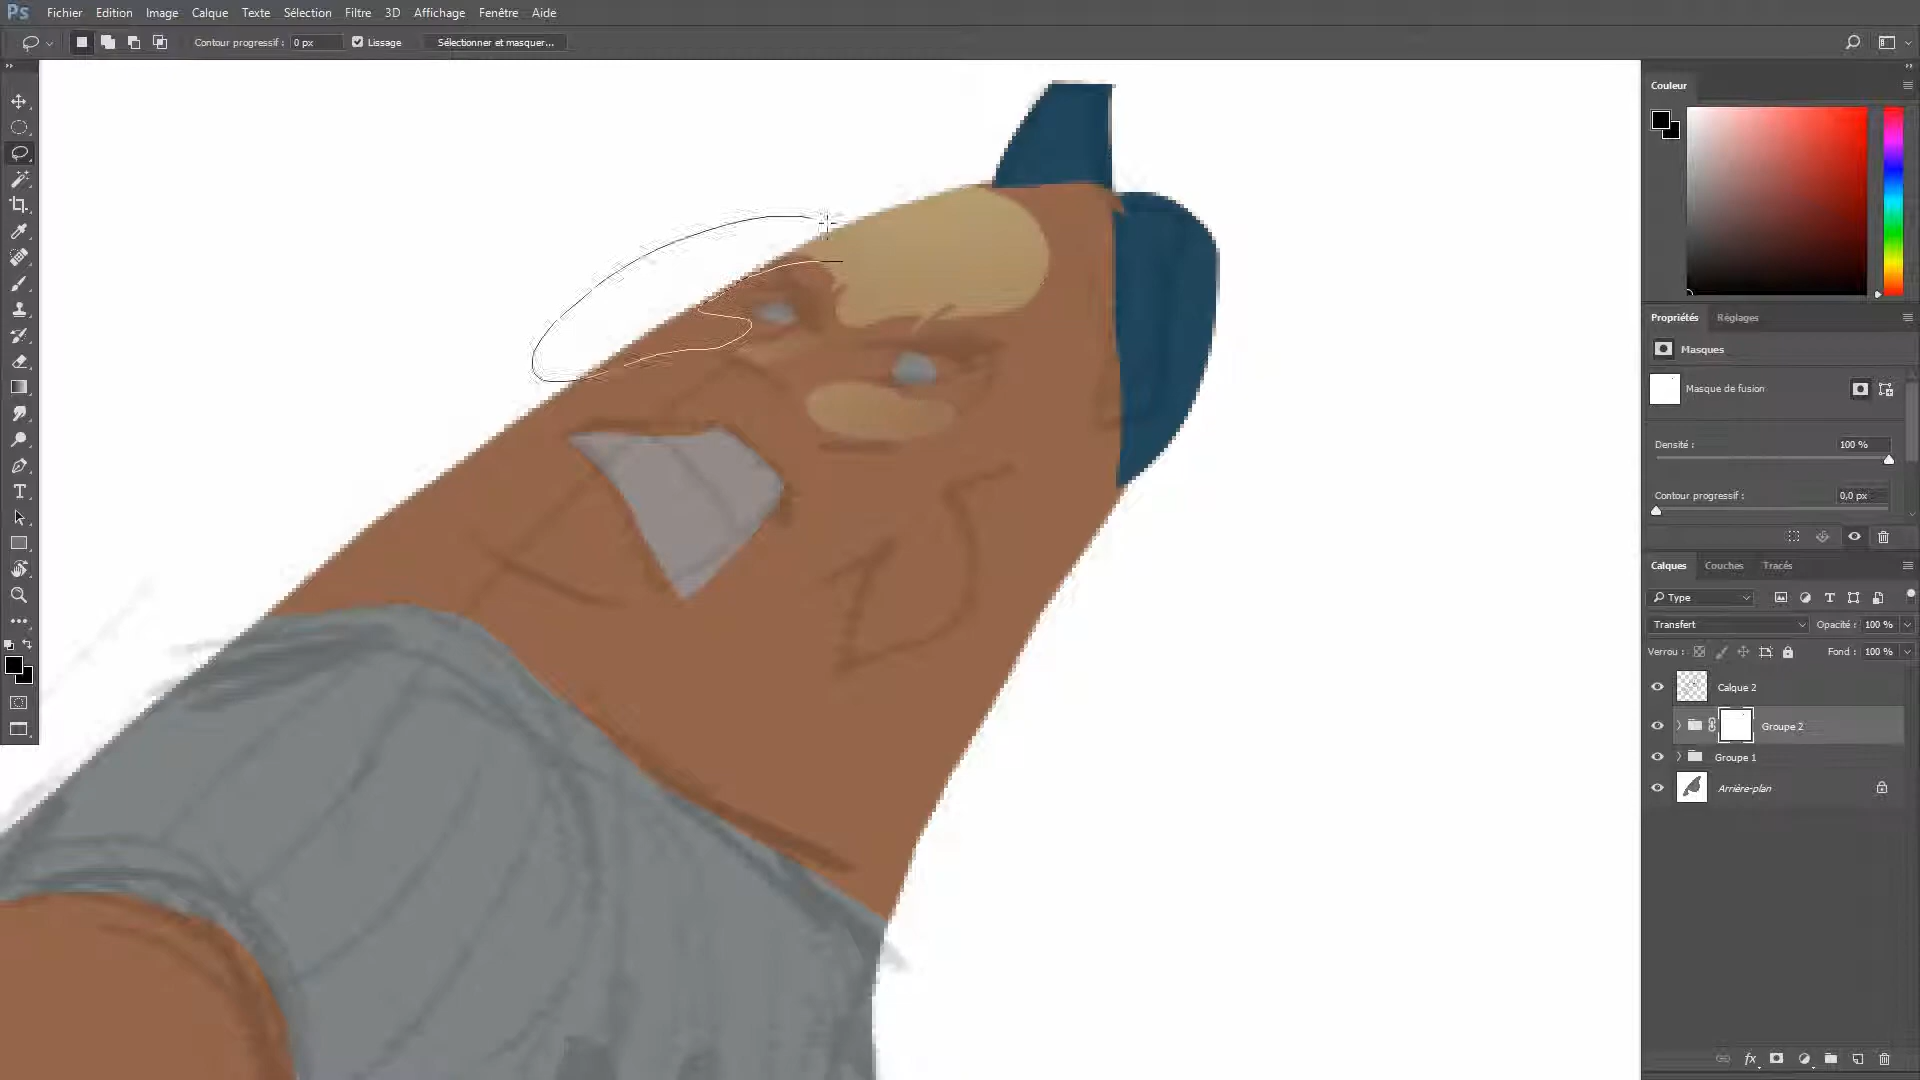 Ps Fichier Edition Image Calque Texte Sélection Filtre 3D Affichage Fenêtre Aide
Contour progressif : 0 px Lissage Sélectionner et masquer...
Couleur
Propriétés Réglages
Masques
Masque de fusion
Densité : 100 %
Contour progressif : 0,0 px
Calques Couches Tracés
Type
Transfert Opacité : 100 %
Verrou : Fond : 100 %
Calque 2
Groupe 2
Groupe 1
Arrière-plan
fx